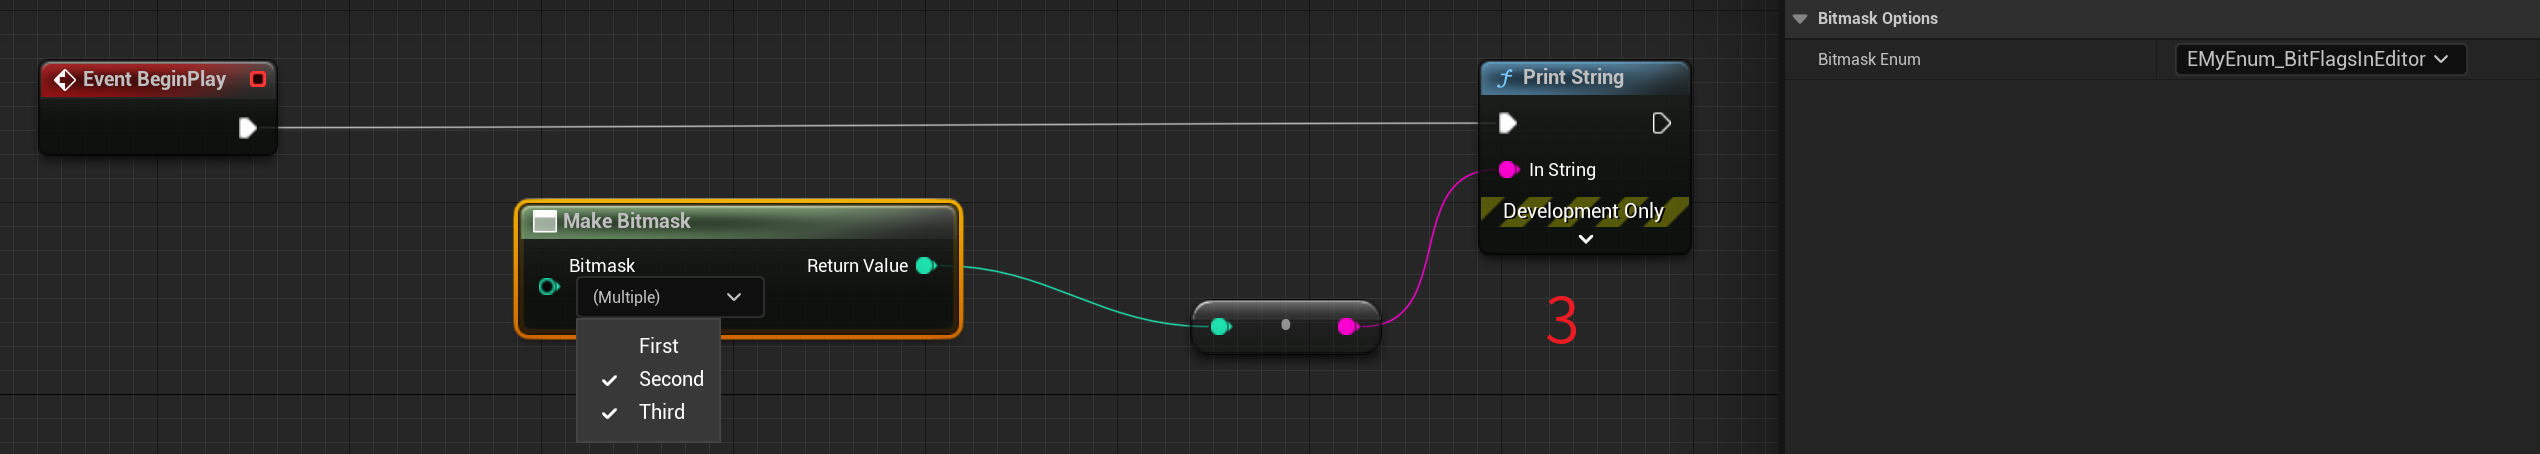 Event BeginPlay
Make Bitmask
Bitmask
Return Value
(Multiple)
First
Second
Third
Print String
In String
Development Only
3
Bitmask Options
Bitmask Enum
EMyEnum_BitFlagsInEditor